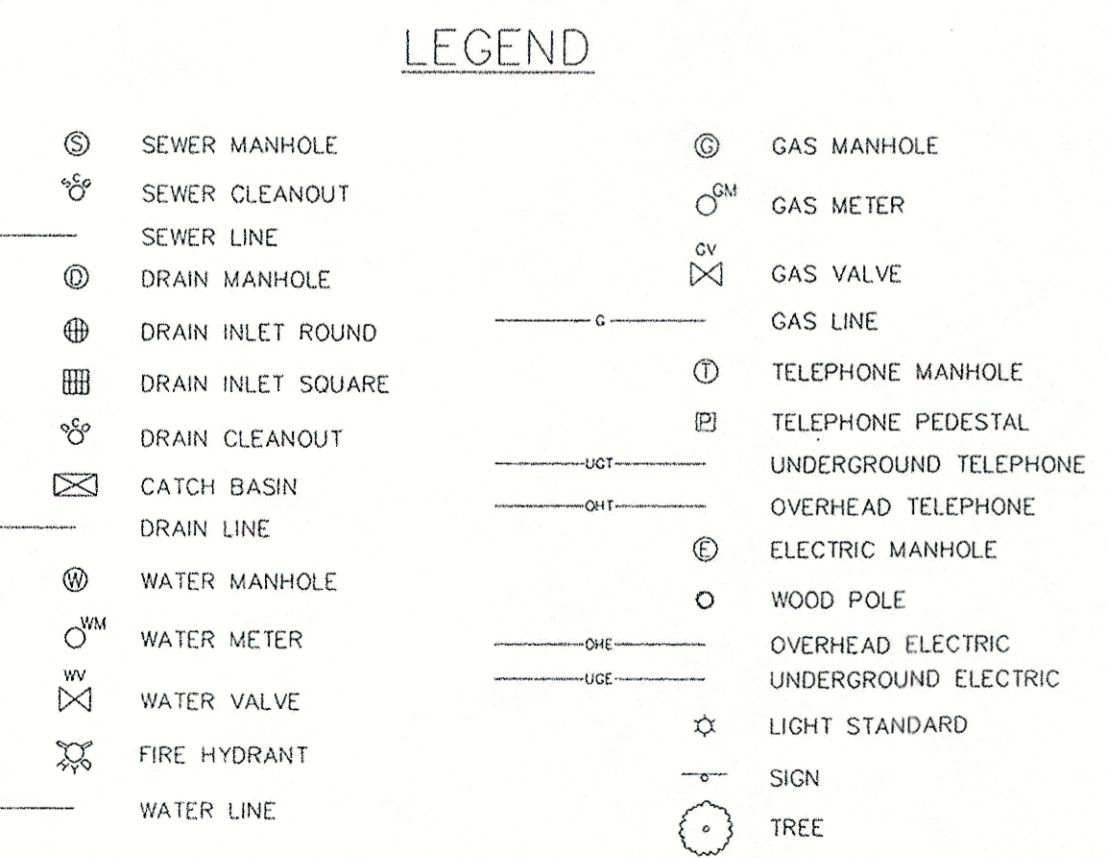 LEGEND
Ⓢ SEWER MANHOLE
SCO SEWER CLEANOUT
SEWER LINE
Ⓓ DRAIN MANHOLE
DRAIN INLET ROUND
DRAIN INLET SQUARE
DRAIN CLEANOUT
CATCH BASIN
DRAIN LINE
Ⓦ WATER MANHOLE
WM WATER METER
WV
WATER VALVE
FIRE HYDRANT
WATER LINE
Ⓖ GAS MANHOLE
GM GAS METER
GV
GAS VALVE
G GAS LINE
Ⓣ TELEPHONE MANHOLE
P TELEPHONE PEDESTAL
UGT UNDERGROUND TELEPHONE
OHT OVERHEAD TELEPHONE
Ⓔ ELECTRIC MANHOLE
WOOD POLE
OHE OVERHEAD ELECTRIC
UGE UNDERGROUND ELECTRIC
LIGHT STANDARD
SIGN
TREE